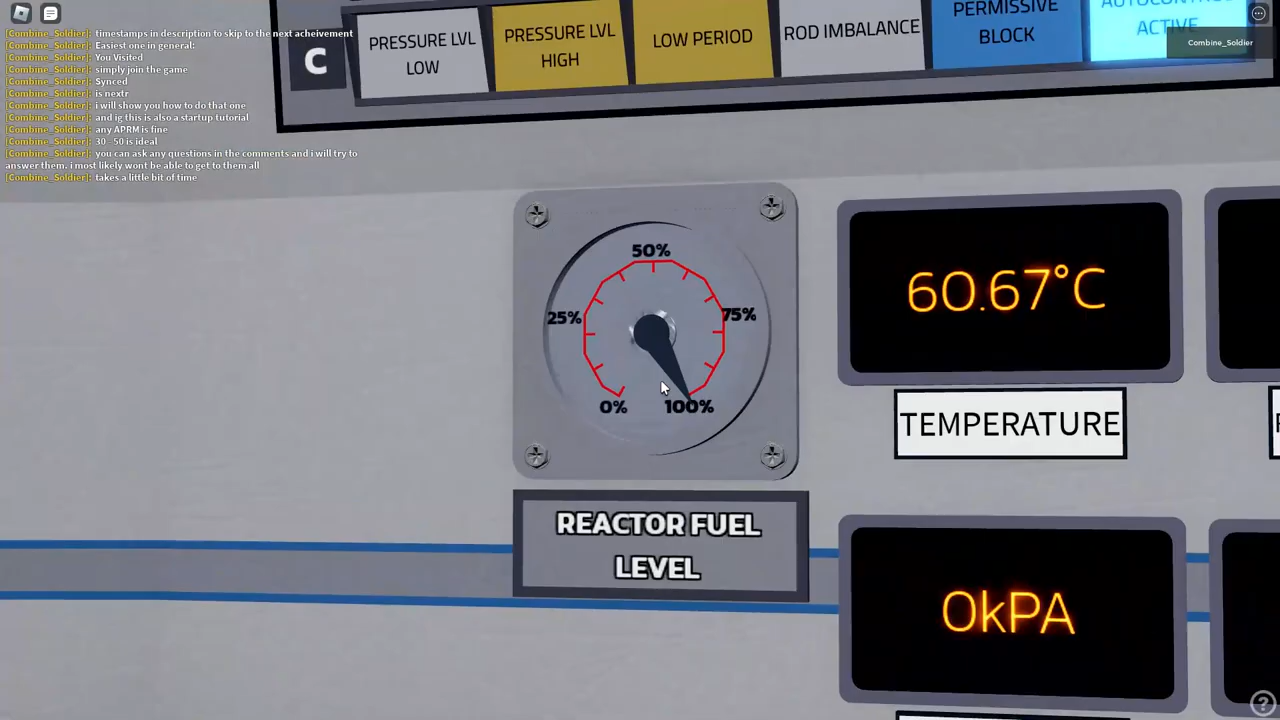 [Combine_Soldier]: timestamps in description to skip to the next acheivement
[Combine_Soldier]: Easiest one in general:
[Combine_Soldier]: You Visited
[Combine_Soldier]: simply join the game
[Combine_Soldier]: Synced
[Combine_Soldier]: is nextr
[Combine_Soldier]: i will show you how to do that one
[Combine_Soldier]: and ig this is also a startup tutorial
[Combine_Soldier]: any APRM is fine
[Combine_Soldier]: 30 - 50 is ideal
[Combine_Soldier]: you can ask any questions in the comments and i will try to
answer them. i most likely wont be able to get to them all
[Combine_Soldier]: takes a little bit of time
C
PRESSURE LVL
LOW
PRESSURE LVL
HIGH
LOW PERIOD
ROD IMBALANCE
PERMISSIVE
BLOCK
AUTOCONTROL
ACTIVE
Combine_Soldier
50%
25%
75%
0%
100%
REACTOR FUEL
LEVEL
60.67°C
TEMPERATURE
0kPA
?